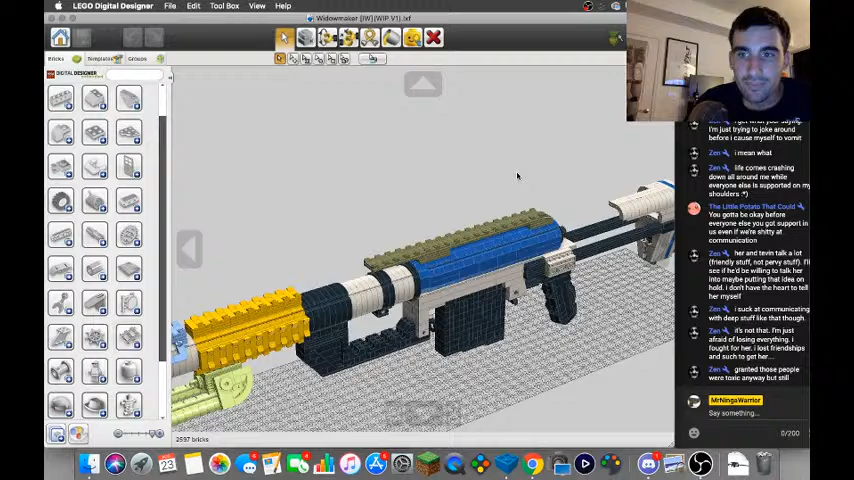 LEGO Digital Designer File Edit Tool Box View Help
Widowmaker [IW](WIP V1).lxf
Bricks Templates Groups
LEGO DIGITAL DESIGNER
2597 bricks
I'm just trying to joke around
before i cause myself to vomit
Zen i mean what
Zen life comes crashing
down all around me while
everyone else is supported on my
shoulders :*)
The Little Potato That Could
You gotta be okay before
everyone else you got support in
us even if we're shitty at
communication
Zen her and tevin talk a lot
(friendly stuff, not pervy stuff). I'll
see if he'd be willing to talk her
into maybe putting that idea on
hold. i don't have the heart to tell
her myself
Zen i suck at communicating
with deep stuff like that though.
Zen it's not that. I'm just
afraid of losing everything. i
fought for her. i lost friendships
and such to get her...
Zen granted those people
were toxic anyway but still
MrNingaWarrior
Say something...
0/200
23